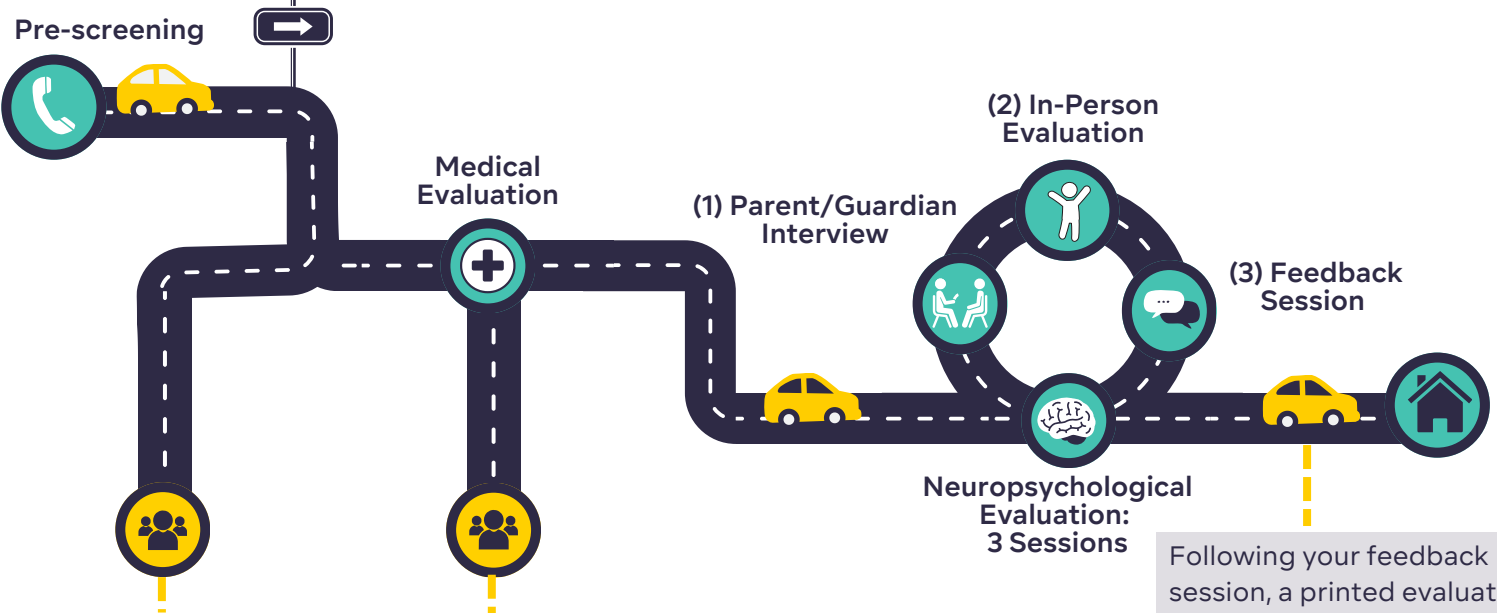 Pre-screening
Medical
Evaluation
(1) Parent/Guardian
Interview
(2) In-Person
Evaluation
(3) Feedback
Session
Neuropsychological
Evaluation:
3 Sessions
Following your feedback
session, a printed evaluat